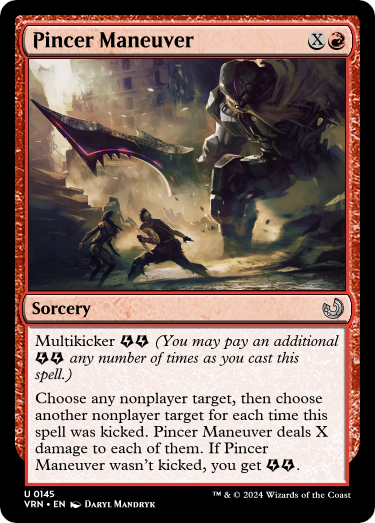 Pincer Maneuver X
Sorcery
Multikicker (You may pay an additional
any number of times as you cast this
spell.)
Choose any nonplayer target, then choose
another nonplayer target for each time this
spell was kicked. Pincer Maneuver deals X
damage to each of them. If Pincer
Maneuver wasn't kicked, you get .
U 0145
VRN • EN DARYL MANDRYK
™ & © 2024 Wizards of the Coast